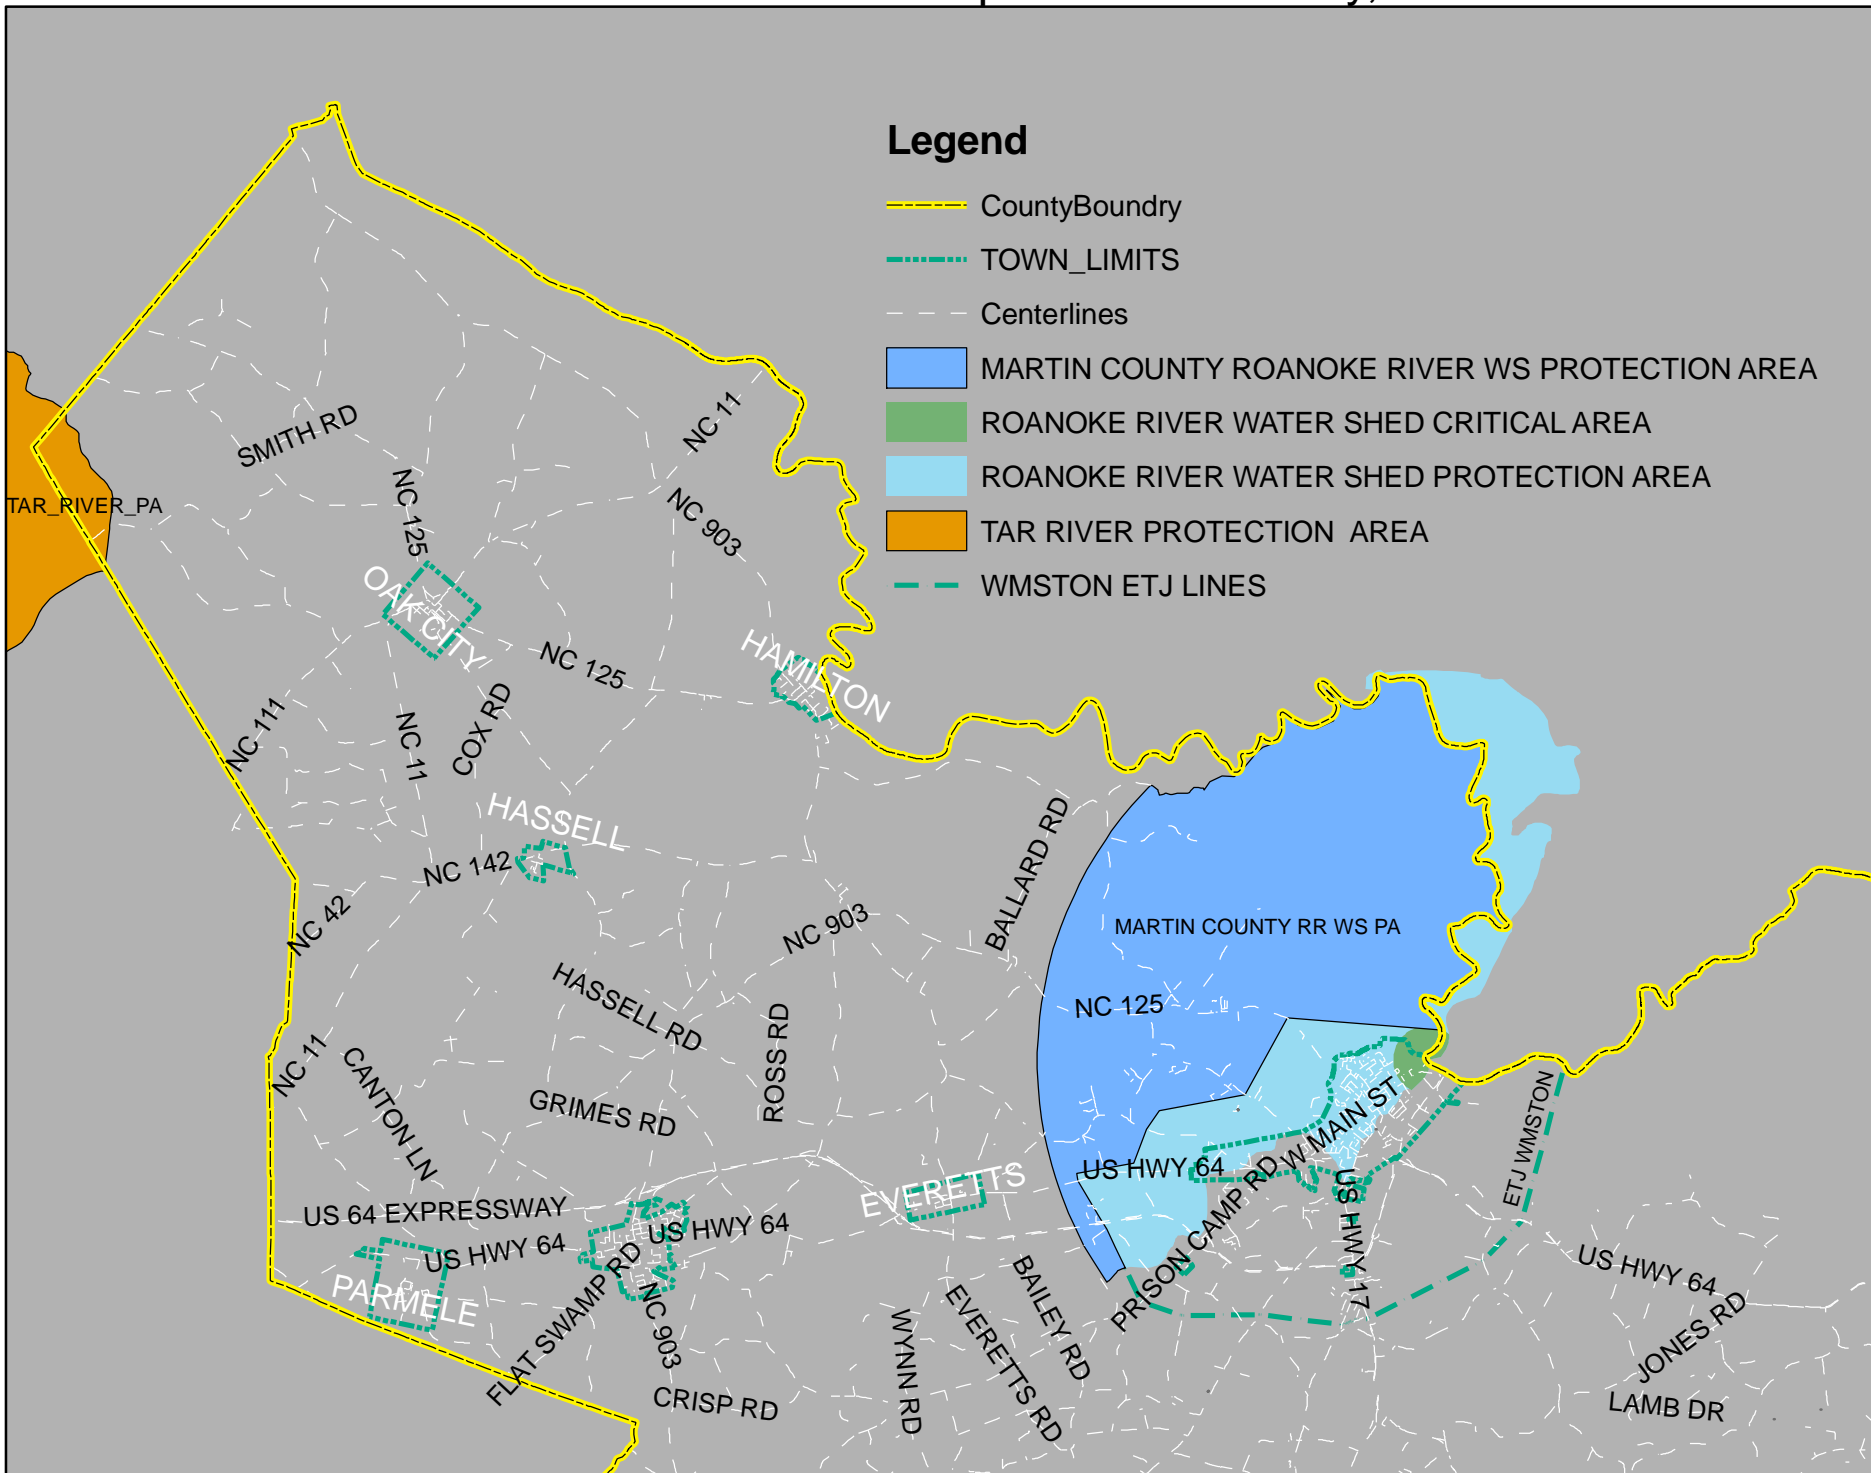 Legend
CountyBoundry
TOWN_LIMITS
Centerlines
MARTIN COUNTY ROANOKE RIVER WS PROTECTION AREA
ROANOKE RIVER WATER SHED CRITICAL AREA
ROANOKE RIVER WATER SHED PROTECTION AREA
TAR RIVER PROTECTION AREA
WMSTON ETJ LINES
NC 11
SMITH RD
NC 125
NC 903
TAR_RIVER_PA
OAK CITY
NC 125
HAMILTON
NC 111
NC 11
COX RD
HASSELL
NC 142
BALLARD RD
NC 42
NC 903
MARTIN COUNTY RR WS PA
HASSELL RD
NC 125
ROSS RD
NC 11
CANTON LN
GRIMES RD
W MAIN ST
ETJ WMSTON
US HWY 64
EVERETTS
US 64 EXPRESSWAY
US HWY 64
US HWY 64
PRISON CAMP RD
US HWY 17
PARMELE
FLAT SWAMP RD
NC 903
BAILEY RD
EVERETTS RD
WYNN RD
CRISP RD
US HWY 64
JONES RD
LAMB DR